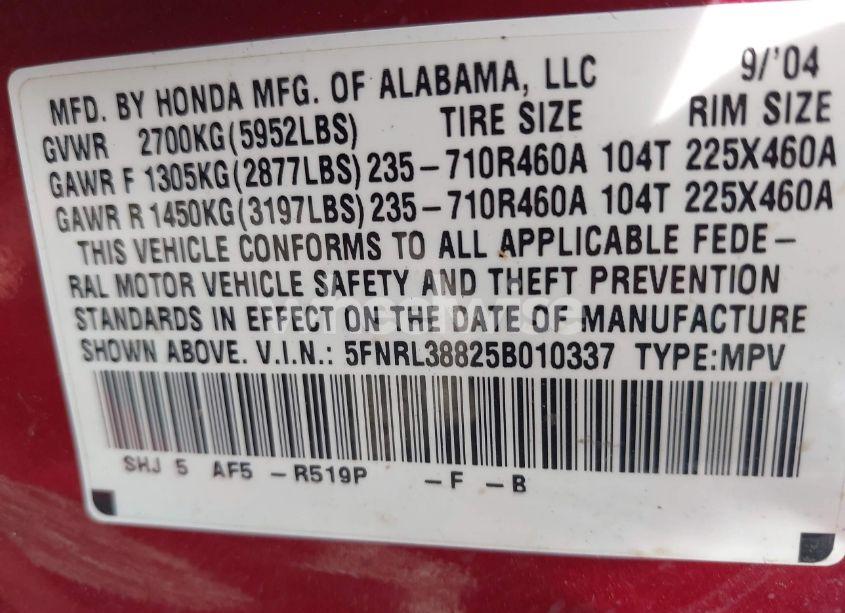 MFD. BY HONDA MFG. OF ALABAMA, LLC 9/'04
GVWR 2700KG(5952LBS) TIRE SIZE RIM SIZE
GAWR F 1305KG(2877LBS) 235-710R460A 104T 225X460A
GAWR R 1450KG(3197LBS) 235-710R460A 104T 225X460A
THIS VEHICLE CONFORMS TO ALL APPLICABLE FEDE-
RAL MOTOR VEHICLE SAFETY AND THEFT PREVENTION
STANDARDS IN EFFECT ON THE DATE OF MANUFACTURE
SHOWN ABOVE. V.I.N.: 5FNRL38825B010337 TYPE:MPV
SHJ 5 AF5 -R519P -F -B